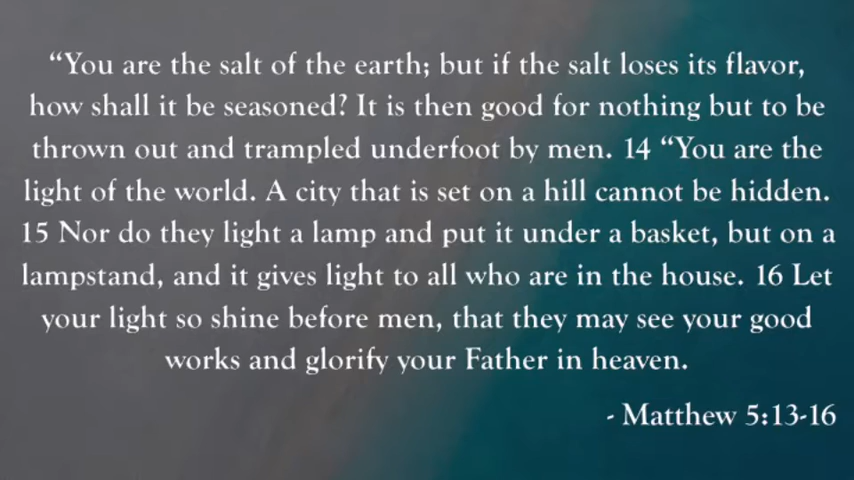 “You are the salt of the earth; but if the salt loses its flavor,
how shall it be seasoned? It is then good for nothing but to be
thrown out and trampled underfoot by men. 14 “You are the
light of the world. A city that is set on a hill cannot be hidden.
15 Nor do they light a lamp and put it under a basket, but on a
lampstand, and it gives light to all who are in the house. 16 Let
your light so shine before men, that they may see your good
works and glorify your Father in heaven.
- Matthew 5:13-16